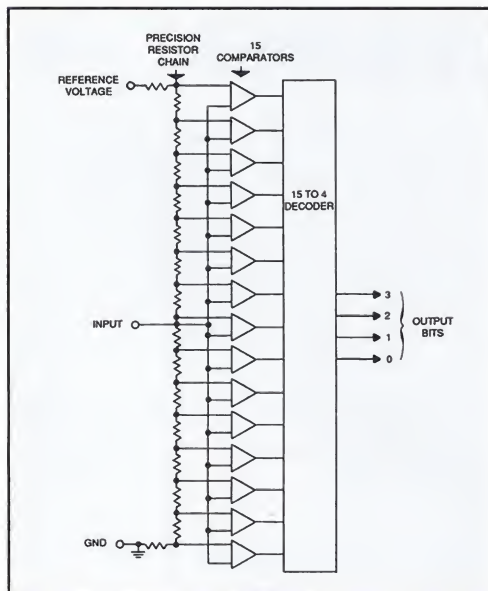 PRECISION
RESISTOR
CHAIN
15
COMPARATORS
REFERENCE
VOLTAGE
15 TO 4
DECODER
3
2
INPUT
OUTPUT
BITS
1
0
GND